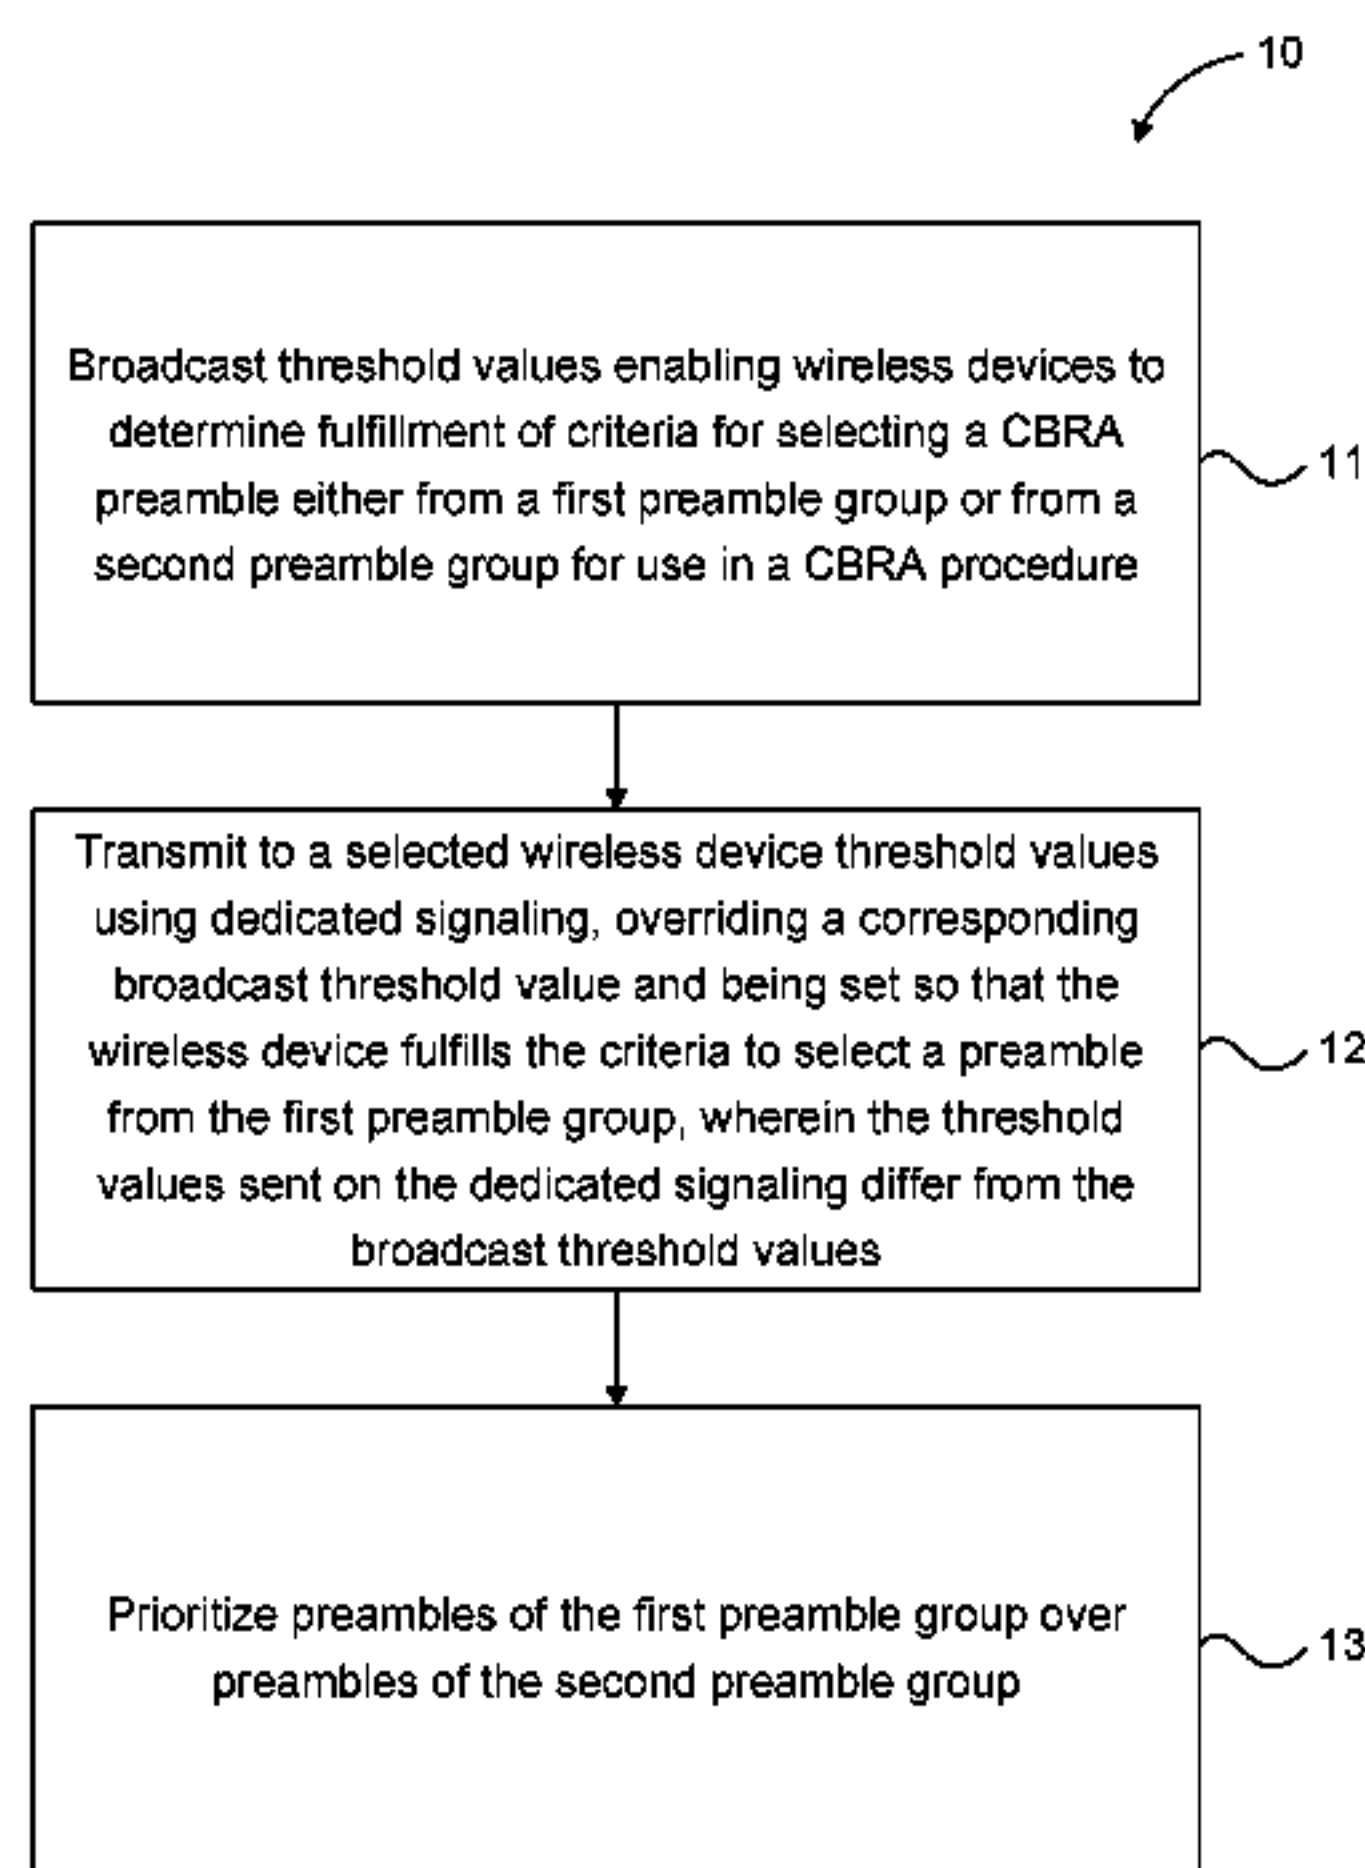 10
Broadcast threshold values enabling wireless devices to
determine fulfillment of criteria for selecting a CBRA
preamble either from a first preamble group or from a
second preamble group for use in a CBRA procedure
11
Transmit to a selected wireless device threshold values
using dedicated signaling, overriding a corresponding
broadcast threshold value and being set so that the
wireless device fulfills the criteria to select a preamble
from the first preamble group, wherein the threshold
values sent on the dedicated signaling differ from the
broadcast threshold values
12
Prioritize preambles of the first preamble group over
preambles of the second preamble group
13